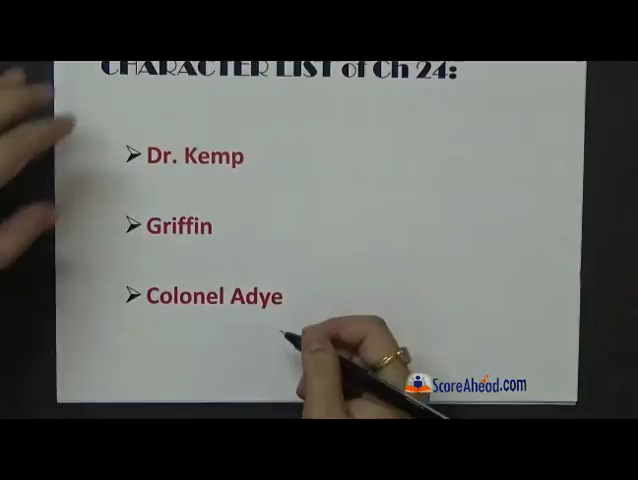 CHARACTER LIST of Ch 24:
Dr. Kemp
Griffin
Colonel Adye
ScoreAhead.com